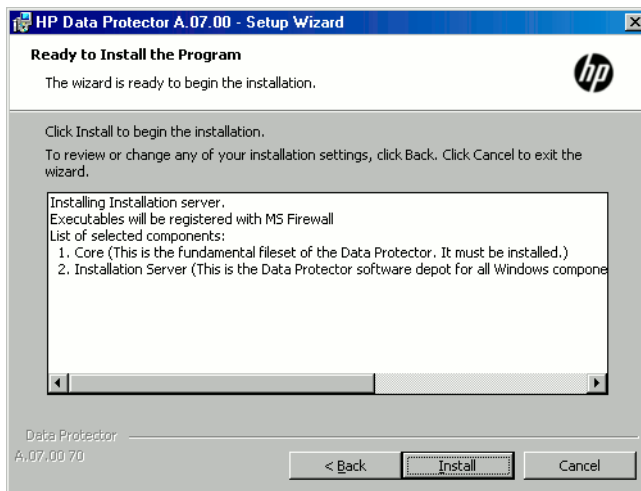 HP Data Protector A.07.00 - Setup Wizard
Ready to Install the Program
The wizard is ready to begin the installation.
hp
Click Install to begin the installation.
To review or change any of your installation settings, click Back. Click Cancel to exit the
wizard.
Installing Installation server.
Executables will be registered with MS Firewall
List of selected components:
1. Core (This is the fundamental fileset of the Data Protector. It must be installed.)
2. Installation Server (This is the Data Protector software depot for all Windows compone
Data Protector
A.07.00 70
< Back
Install
Cancel